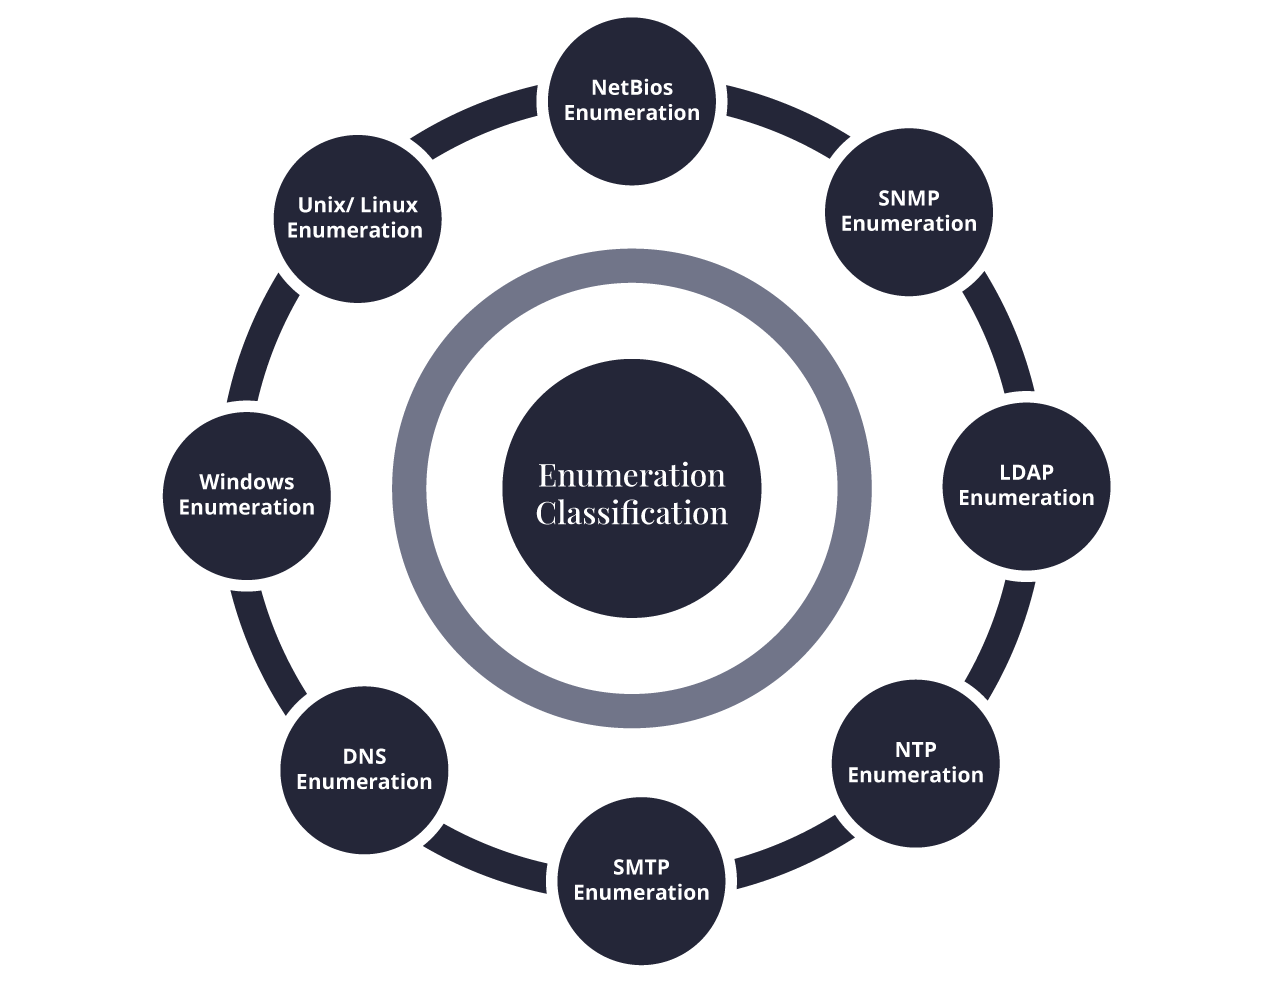 NetBios
Enumeration
SNMP
Enumeration
LDAP
Enumeration
NTP
Enumeration
SMTP
Enumeration
DNS
Enumeration
Windows
Enumeration
Unix/ Linux
Enumeration
Enumeration
Classification